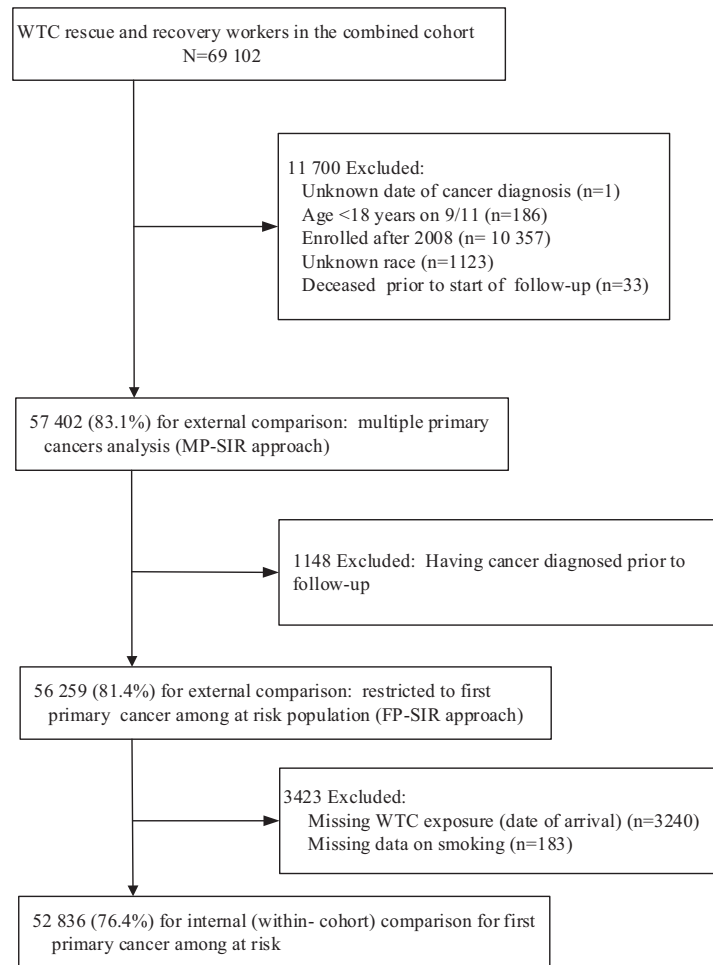 WTC rescue and recovery workers in the combined cohort
N=69 102
11 700 Excluded:
Unknown date of cancer diagnosis (n=1)
Age <18 years on 9/11 (n=186)
Enrolled after 2008 (n= 10 357)
Unknown race (n=1123)
Deceased prior to start of follow-up (n=33)
57 402 (83.1%) for external comparison: multiple primary
cancers analysis (MP-SIR approach)
1148 Excluded: Having cancer diagnosed prior to
follow-up
56 259 (81.4%) for external comparison: restricted to first
primary cancer among at risk population (FP-SIR approach)
3423 Excluded:
Missing WTC exposure (date of arrival) (n=3240)
Missing data on smoking (n=183)
52 836 (76.4%) for internal (within- cohort) comparison for first
primary cancer among at risk